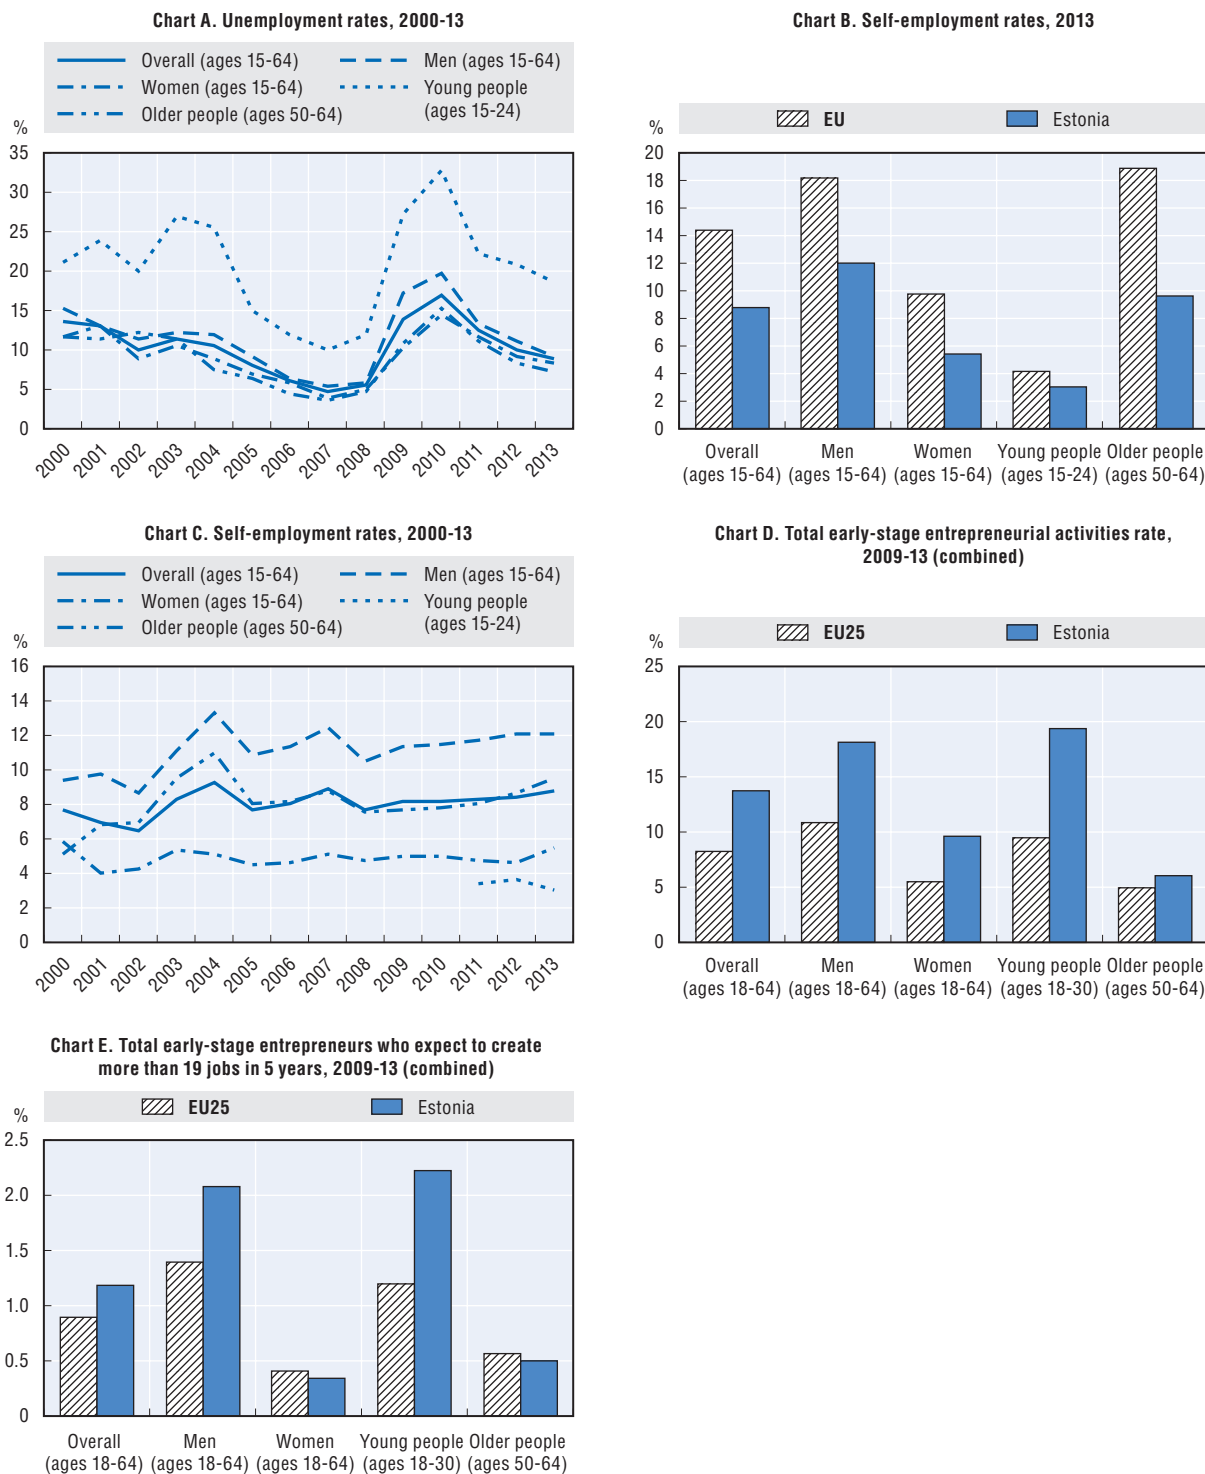 Chart A. Unemployment rates, 2000-13
Overall (ages 15-64)
Men (ages 15-64)
Women (ages 15-64)
Young people
(ages 15-24)
Older people (ages 50-64)
%
35
30
25
20
15
10
5
0
2000
2001
2002
2003
2004
2005
2006
2007
2008
2009
2010
2011
2012
2013
Chart B. Self-employment rates, 2013
EU
Estonia
%
20
18
16
14
12
10
8
6
4
2
0
Overall
(ages 15-64)
Men
(ages 15-64)
Women
(ages 15-64)
Young people
(ages 15-24)
Older people
(ages 50-64)
Chart C. Self-employment rates, 2000-13
Overall (ages 15-64)
Men (ages 15-64)
Women (ages 15-64)
Young people
(ages 15-24)
Older people (ages 50-64)
%
16
14
12
10
8
6
4
2
0
2000
2001
2002
2003
2004
2005
2006
2007
2008
2009
2010
2011
2012
2013
Chart D. Total early-stage entrepreneurial activities rate,
2009-13 (combined)
EU25
Estonia
%
25
20
15
10
5
0
Overall
(ages 18-64)
Men
(ages 18-64)
Women
(ages 18-64)
Young people
(ages 18-30)
Older people
(ages 50-64)
Chart E. Total early-stage entrepreneurs who expect to create
more than 19 jobs in 5 years, 2009-13 (combined)
EU25
Estonia
%
2.5
2.0
1.5
1.0
0.5
0
Overall
(ages 18-64)
Men
(ages 18-64)
Women
(ages 18-64)
Young people
(ages 18-30)
Older people
(ages 50-64)